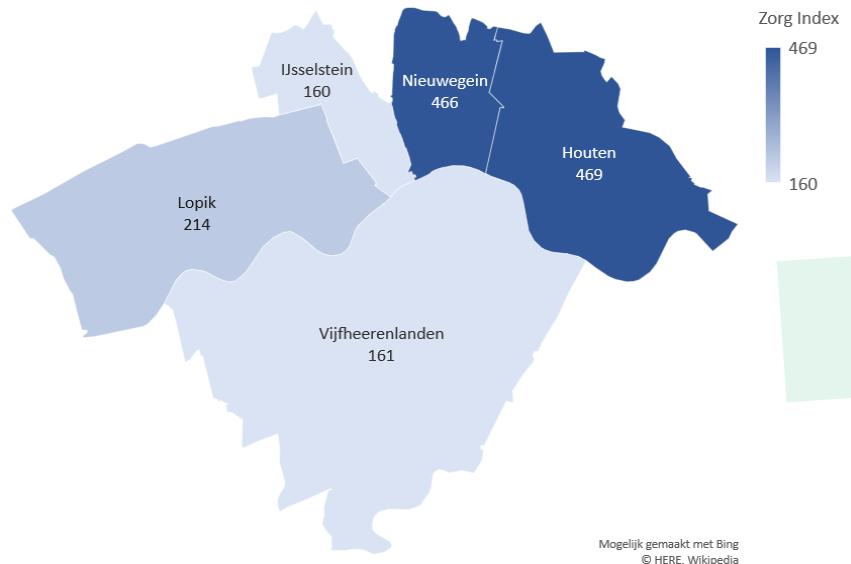 Zorg Index
469
160
IJsselstein
160
Nieuwegein
466
Houten
469
Lopik
214
Vijfheerenlanden
161
Mogelijk gemaakt met Bing
© HERE, Wikipedia